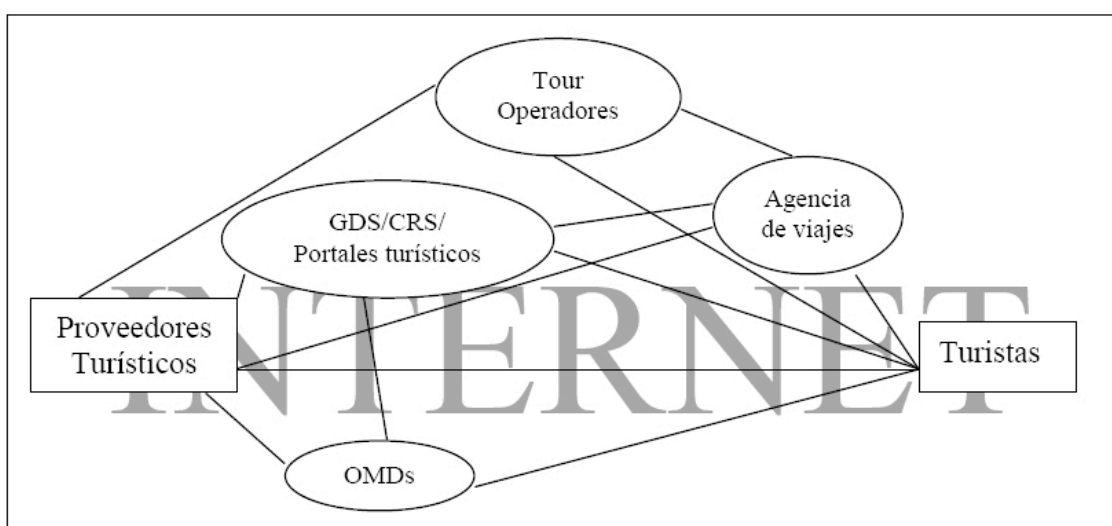 Tour
Operadores
Agencia
de viajes
GDS/CRS/
Portales turísticos
INTERNET
Proveedores
Turísticos
Turistas
OMDs